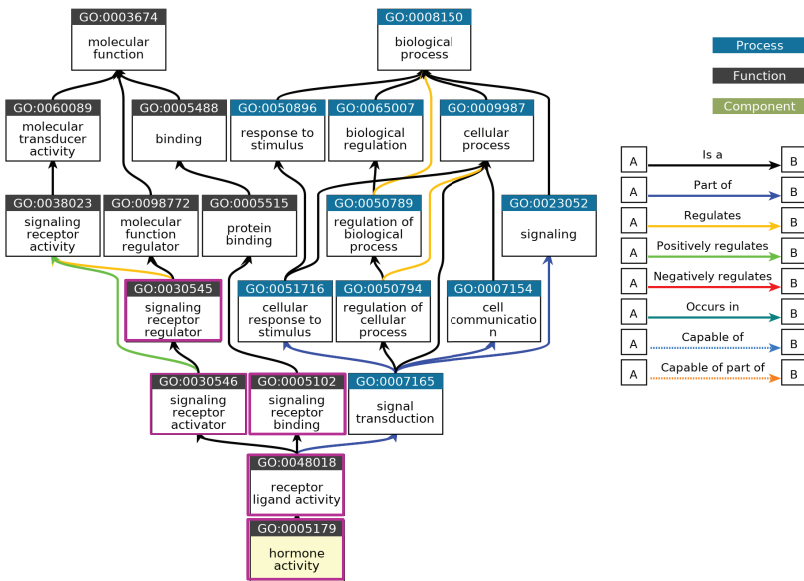 GO:0003674
molecular
function
GO:0008150
biological
process
Process
Function
Component
GO:0060089
molecular
transducer
activity
GO:0005488
binding
GO:0050896
response to
stimulus
GO:0065007
biological
regulation
GO:0009987
cellular
process
A Is a B
A Part of B
A Regulates B
A Positively regulates B
A Negatively regulates B
A Occurs in B
A Capable of B
A Capable of part of B
GO:0038023
signaling
receptor
activity
GO:0098772
molecular
function
regulator
GO:0005515
protein
binding
GO:0050789
regulation of
biological
process
GO:0023052
signaling
GO:0030545
signaling
receptor
regulator
GO:0051716
cellular
response to
stimulus
GO:0050794
regulation of
cellular
process
GO:0007154
cell
communicatio
n
GO:0030546
signaling
receptor
activator
GO:0005102
signaling
receptor
binding
GO:0007165
signal
transduction
GO:0048018
receptor
ligand activity
GO:0005179
hormone
activity